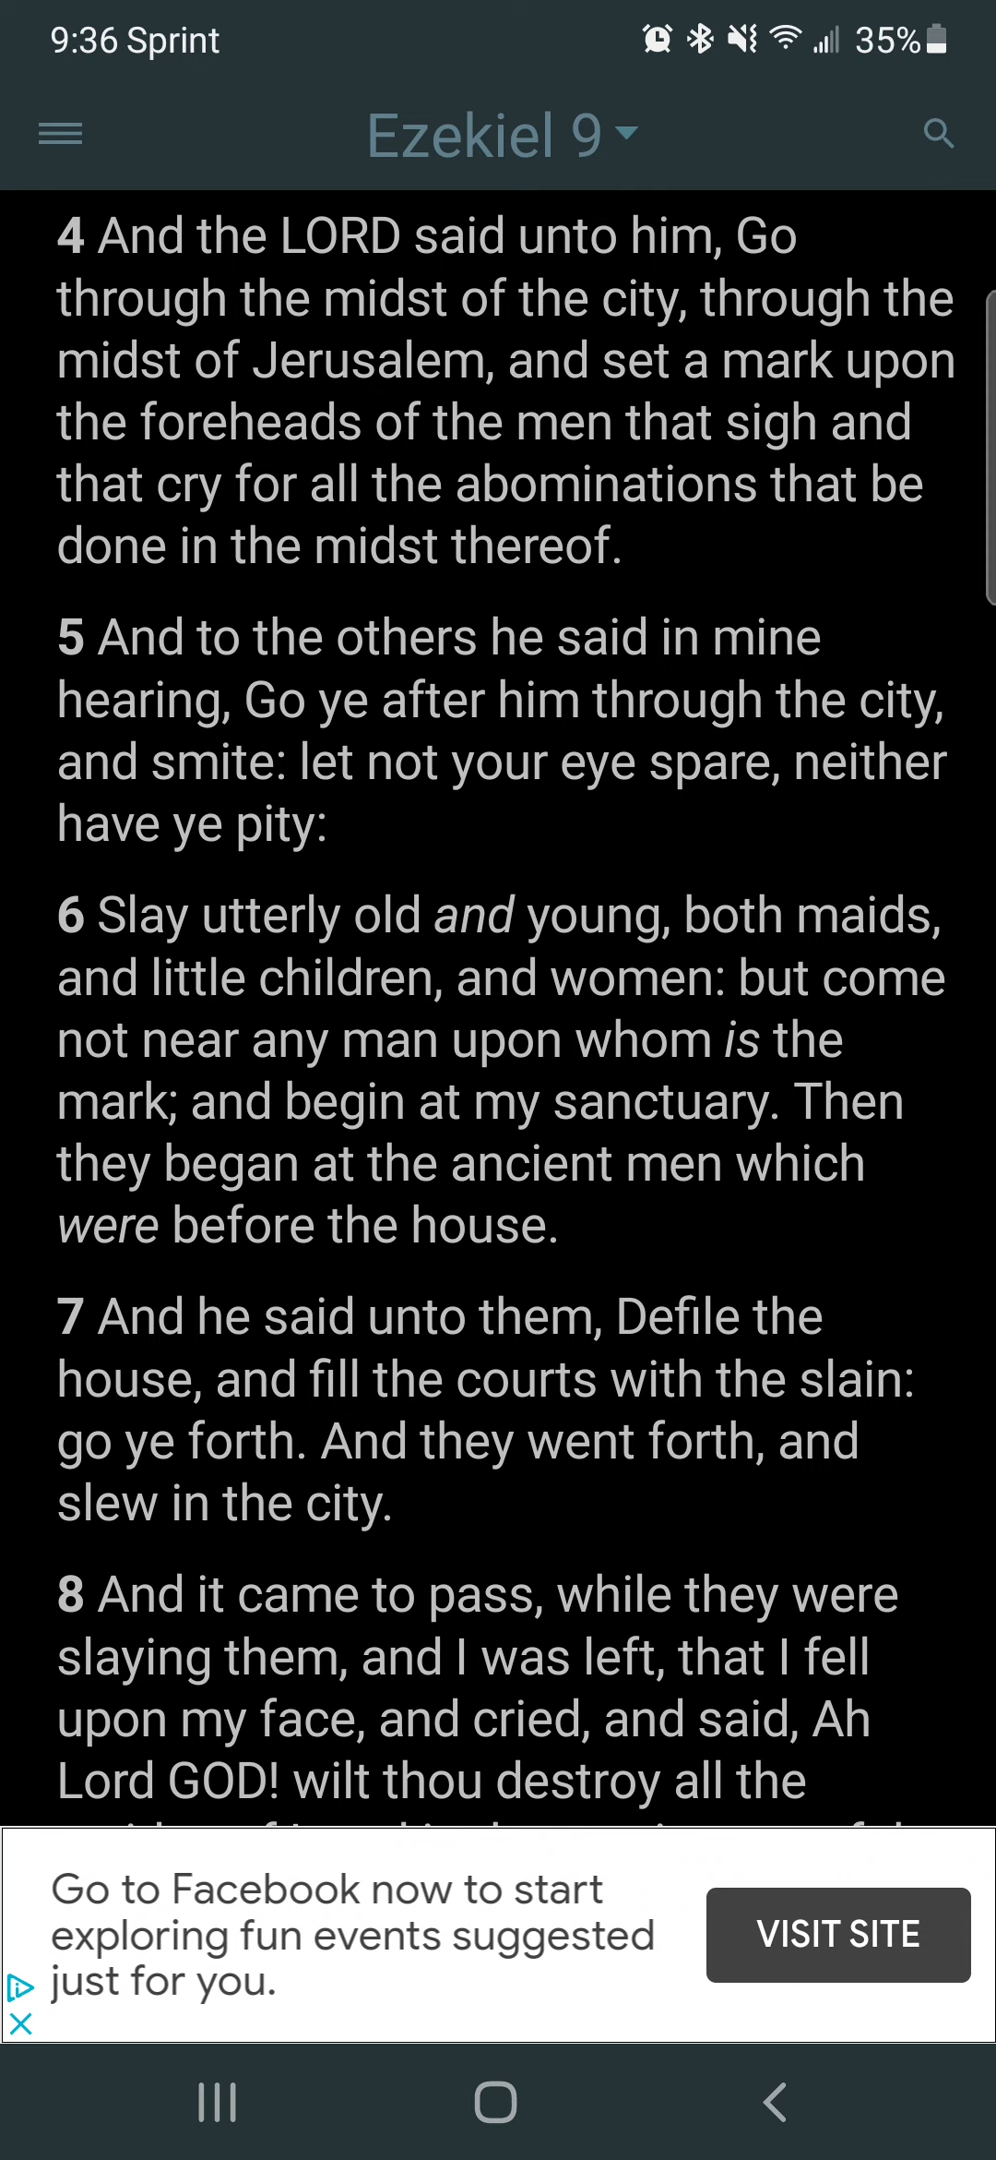 9:36 Sprint
35%
Ezekiel 9
4 And the LORD said unto him, Go
through the midst of the city, through the
midst of Jerusalem, and set a mark upon
the foreheads of the men that sigh and
that cry for all the abominations that be
done in the midst thereof.
5 And to the others he said in mine
hearing, Go ye after him through the city,
and smite: let not your eye spare, neither
have ye pity:
6 Slay utterly old and young, both maids,
and little children, and women: but come
not near any man upon whom is the
mark; and begin at my sanctuary. Then
they began at the ancient men which
were before the house.
7 And he said unto them, Defile the
house, and fill the courts with the slain:
go ye forth. And they went forth, and
slew in the city.
8 And it came to pass, while they were
slaying them, and I was left, that I fell
upon my face, and cried, and said, Ah
Lord GOD! wilt thou destroy all the
Go to Facebook now to start
exploring fun events suggested
just for you.
VISIT SITE